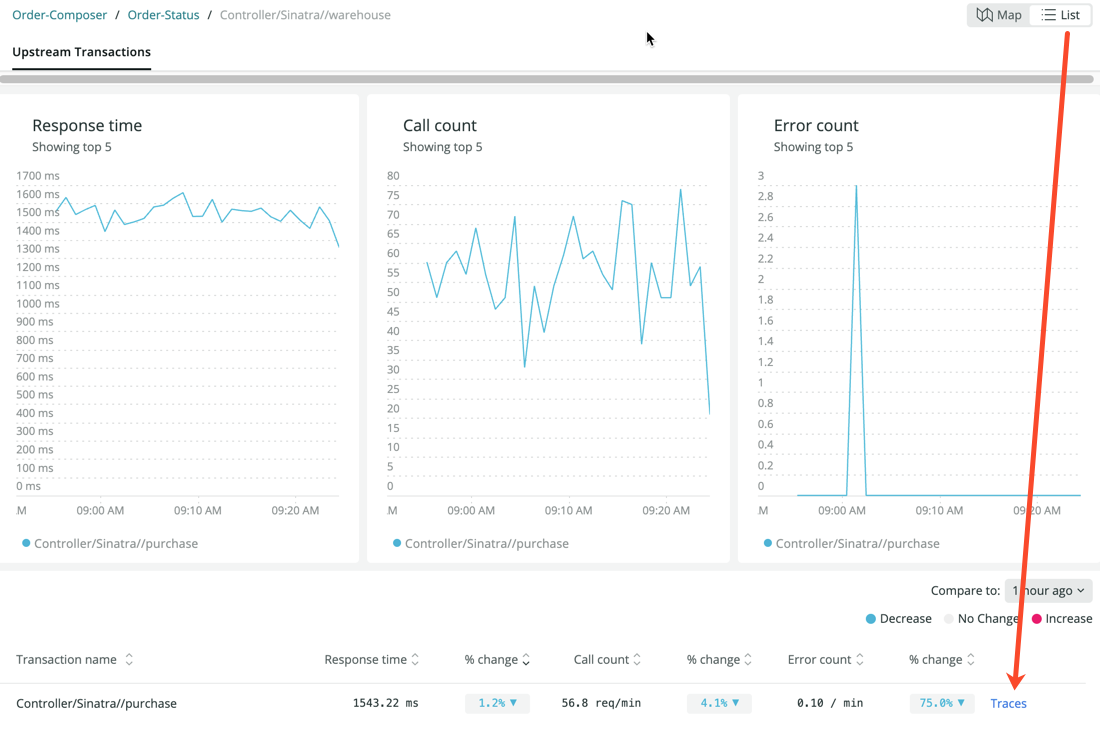 Order-Composer / Order-Status / Controller/Sinatra//warehouse
Map List
Upstream Transactions
Response time
Showing top 5
1700 ms
1600 ms
1500 ms
1400 ms
1300 ms
1200 ms
1100 ms
1000 ms
900 ms
800 ms
700 ms
600 ms
500 ms
400 ms
300 ms
200 ms
100 ms
0 ms
M 09:00 AM 09:10 AM 09:20 AM
Controller/Sinatra//purchase
Call count
Showing top 5
80
75
70
65
60
55
50
45
40
35
30
25
20
15
10
5
0
M 09:00 AM 09:10 AM 09:20 AM
Controller/Sinatra//purchase
Error count
Showing top 5
3
2.8
2.6
2.4
2.2
2
1.8
1.6
1.4
1.2
1
0.8
0.6
0.4
0.2
0
M 09:00 AM 09:10 AM 09:20 AM
Controller/Sinatra//purchase
Compare to: 1 hour ago
Decrease No Change Increase
Transaction name Response time % change Call count % change Error count % change
Controller/Sinatra//purchase 1543.22 ms 1.2% ▼ 56.8 req/min 4.1% ▼ 0.10 / min 75.0% ▼ Traces